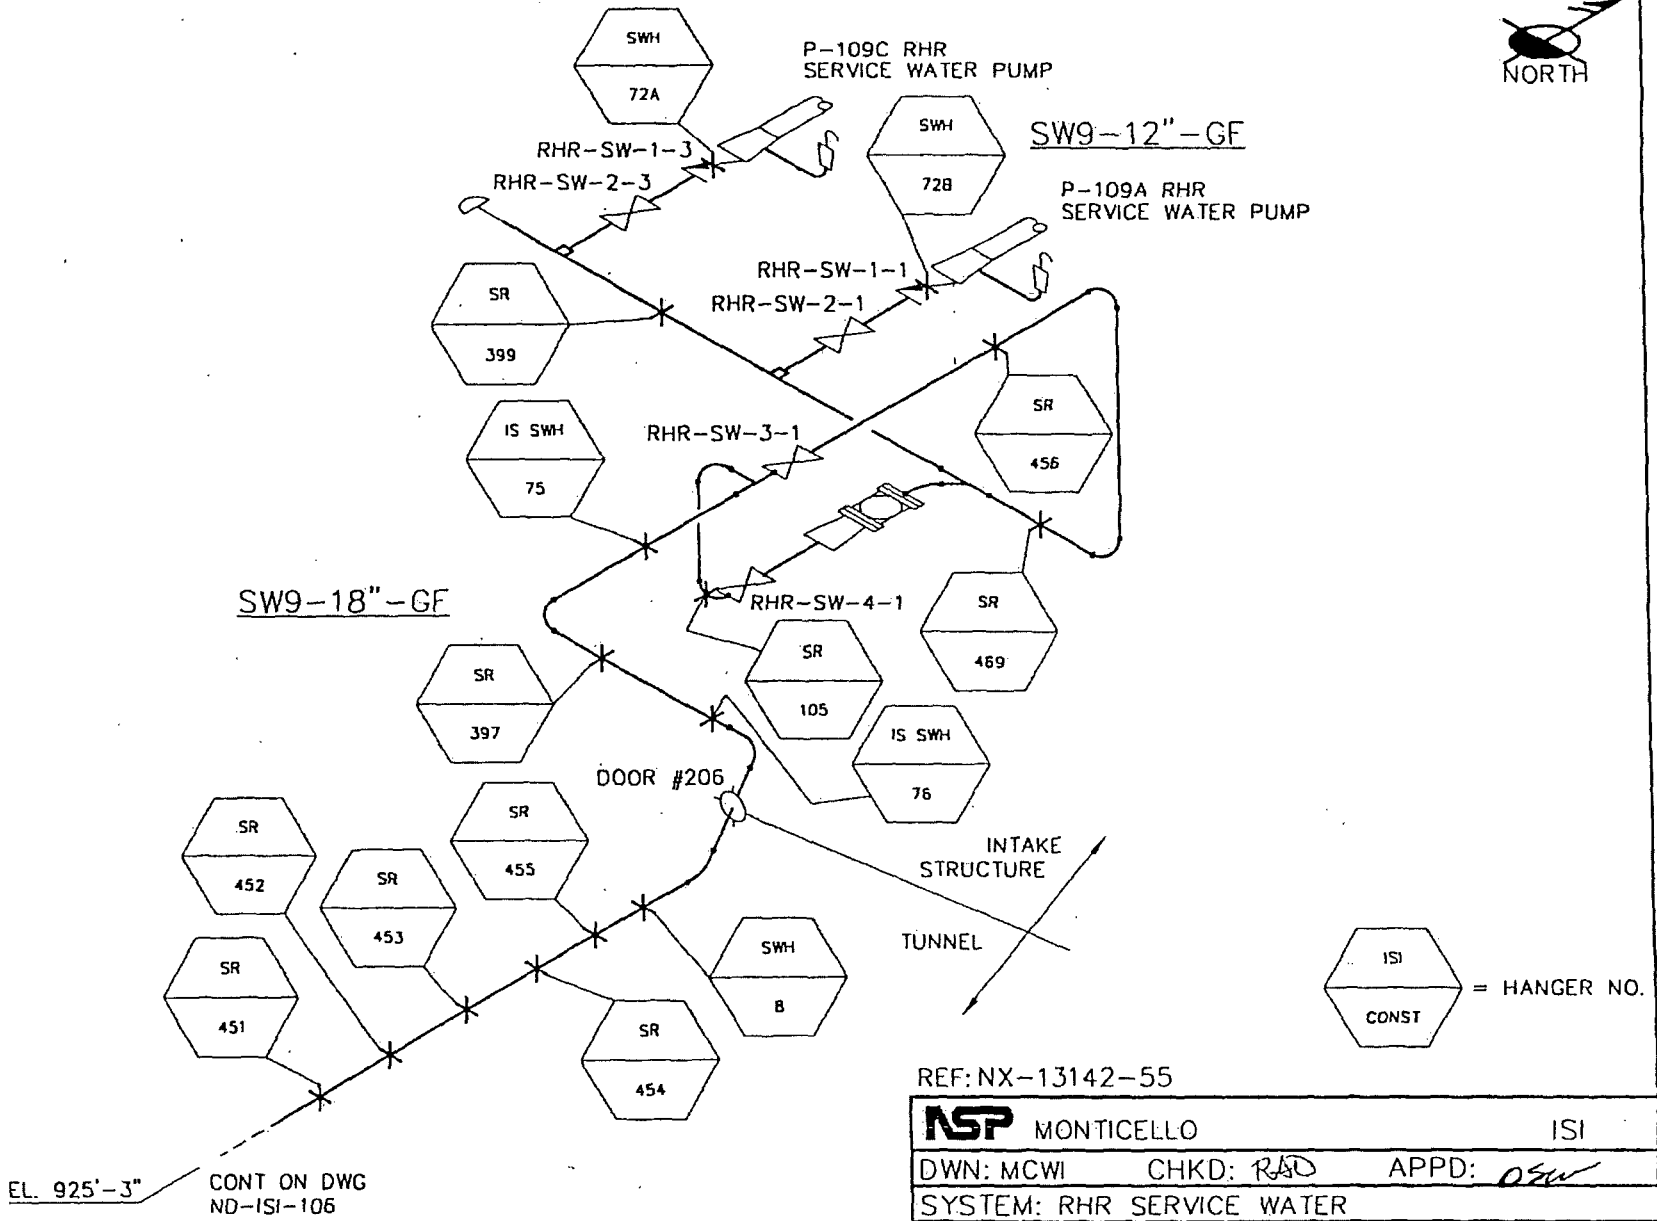 SWH
72A
P-109C RHR
SERVICE WATER PUMP
NORTH
SWH
72B
SW9-12"-GF
RHR-SW-1-3
RHR-SW-2-3
P-109A RHR
SERVICE WATER PUMP
RHR-SW-1-1
RHR-SW-2-1
SR
399
SR
456
IS SWH
75
RHR-SW-3-1
SW9-18"-GF
RHR-SW-4-1
SR
469
SR
105
SR
397
IS SWH
76
DOOR #206
INTAKE
STRUCTURE
TUNNEL
SR
452
SR
453
SR
455
SR
451
SWH
8
SR
454
ISI
CONST
= HANGER NO.
EL. 925'-3"
CONT ON DWG
ND-ISI-106
REF: NX-13142-55
NSP MONTICELLO ISI
DWN: MCWI CHKD: RAD APPD:
SYSTEM: RHR SERVICE WATER